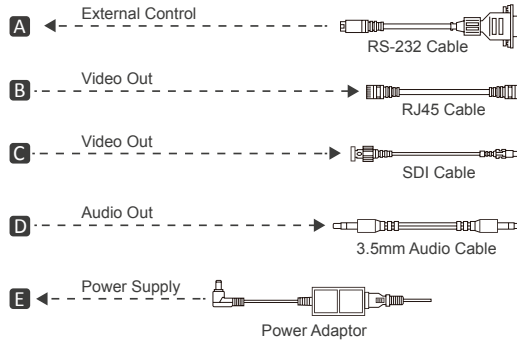 A External Control
RS-232 Cable
B Video Out
RJ45 Cable
C Video Out
SDI Cable
D Audio Out
3.5mm Audio Cable
E Power Supply
Power Adaptor